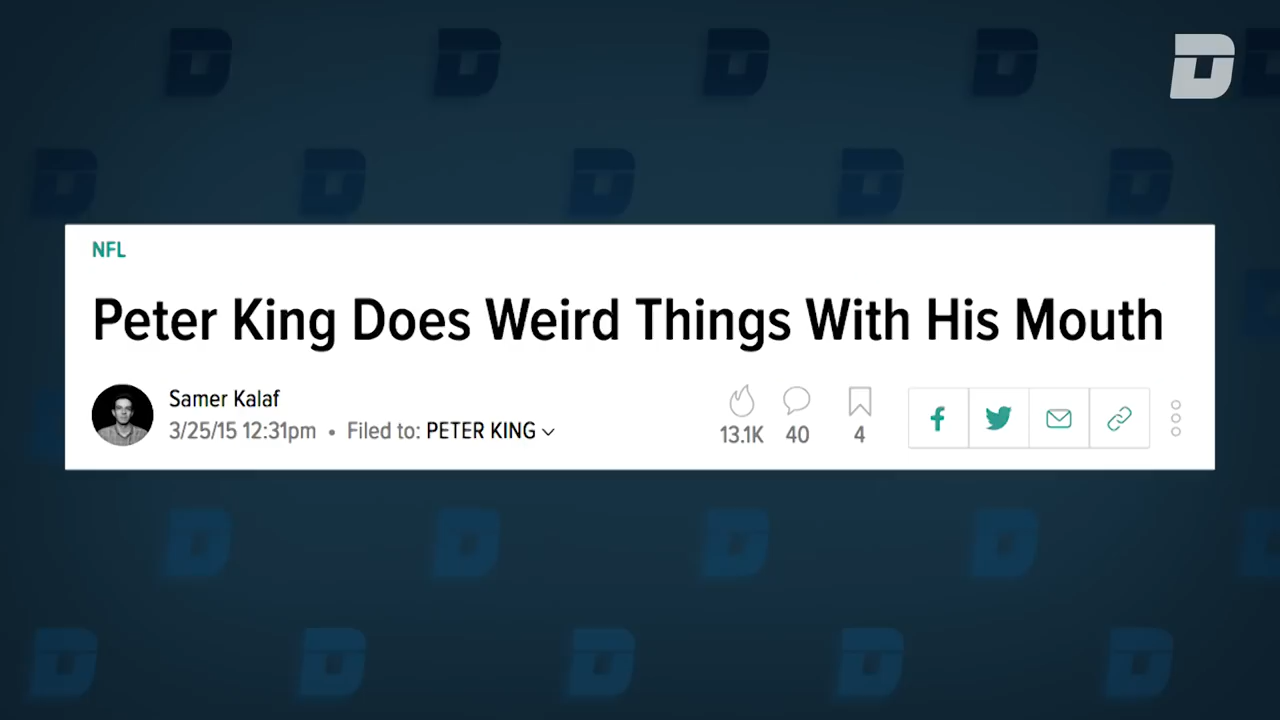 NFL
Peter King Does Weird Things With His Mouth
Samer Kalaf
3/25/15 12:31pm • Filed to: PETER KING
13.1K 40 4